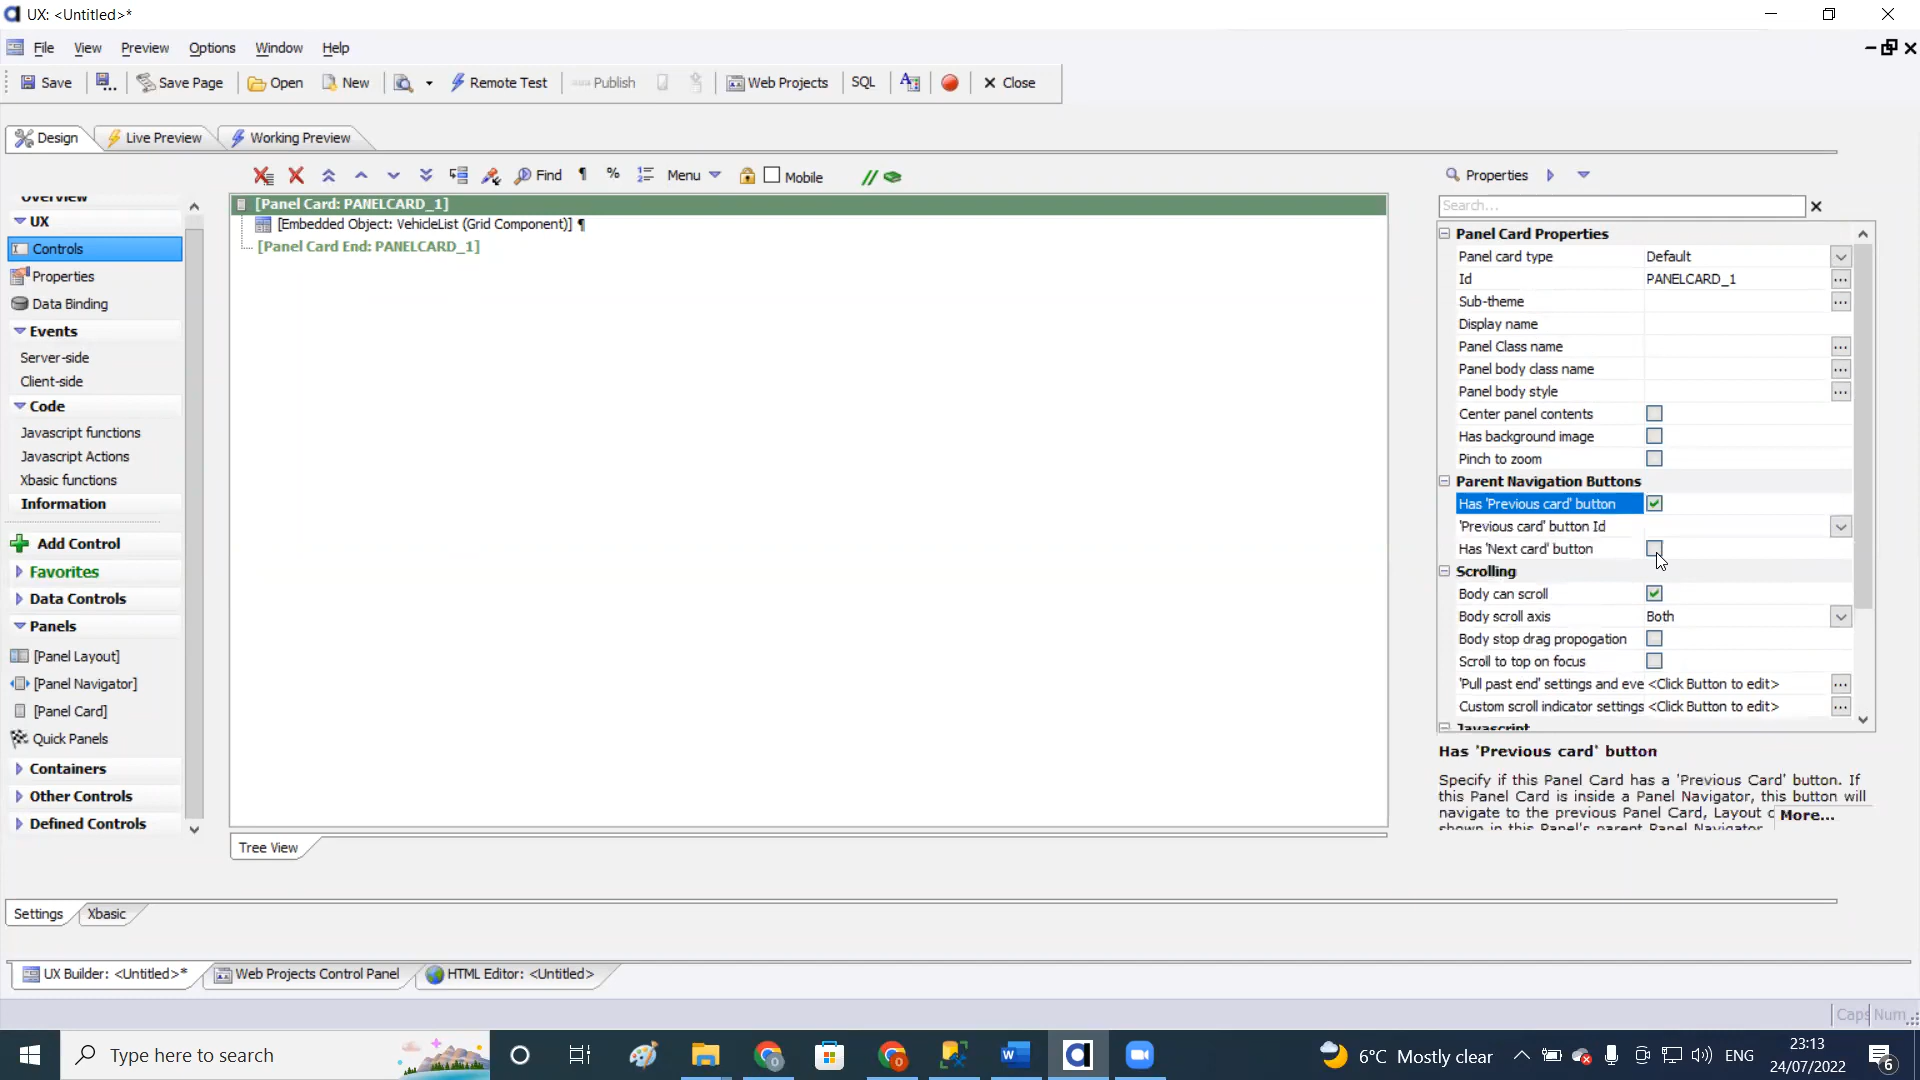 UX: <Untitled>*
File View Preview Options Window Help
Save Save Page Open New Remote Test Publish Web Projects SQL Close
Design Live Preview Working Preview
Find ¶ % Menu Mobile //
Properties
Search...
Overview
UX
Controls
Properties
Data Binding
Events
Server-side
Client-side
Code
Javascript functions
Javascript Actions
Xbasic functions
Information
Add Control
Favorites
Data Controls
Panels
[Panel Layout]
[Panel Navigator]
[Panel Card]
Quick Panels
Containers
Other Controls
Defined Controls
[Panel Card: PANELCARD_1]
[Embedded Object: VehicleList (Grid Component)] ¶
[Panel Card End: PANELCARD_1]
Tree View
Panel Card Properties
Panel card type Default
Id PANELCARD_1
Sub-theme
Display name
Panel Class name
Panel body class name
Panel body style
Center panel contents
Has background image
Pinch to zoom
Parent Navigation Buttons
Has 'Previous card' button
'Previous card' button Id
Has 'Next card' button
Scrolling
Body can scroll
Body scroll axis Both
Body stop drag propogation
Scroll to top on focus
'Pull past end' settings and eve <Click Button to edit>
Custom scroll indicator settings <Click Button to edit>
Javascript
Has 'Previous card' button
Specify if this Panel Card has a 'Previous Card' button. If
this Panel Card is inside a Panel Navigator, this button will
navigate to the previous Panel Card, Layout c More...
shown in this Panel's parent Panel Navigator.
Settings Xbasic
UX Builder: <Untitled>* Web Projects Control Panel HTML Editor: <Untitled>
Caps Num
Type here to search
6°C Mostly clear ENG
23:13
24/07/2022
6